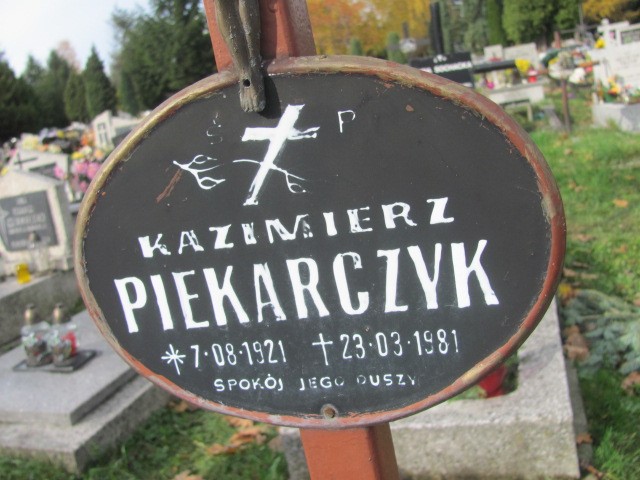 Ś P
KAZIMIERZ
PIEKARCZYK
* 7·08·1921 † 23·03·1981
SPOKÓJ JEGO DUSZY